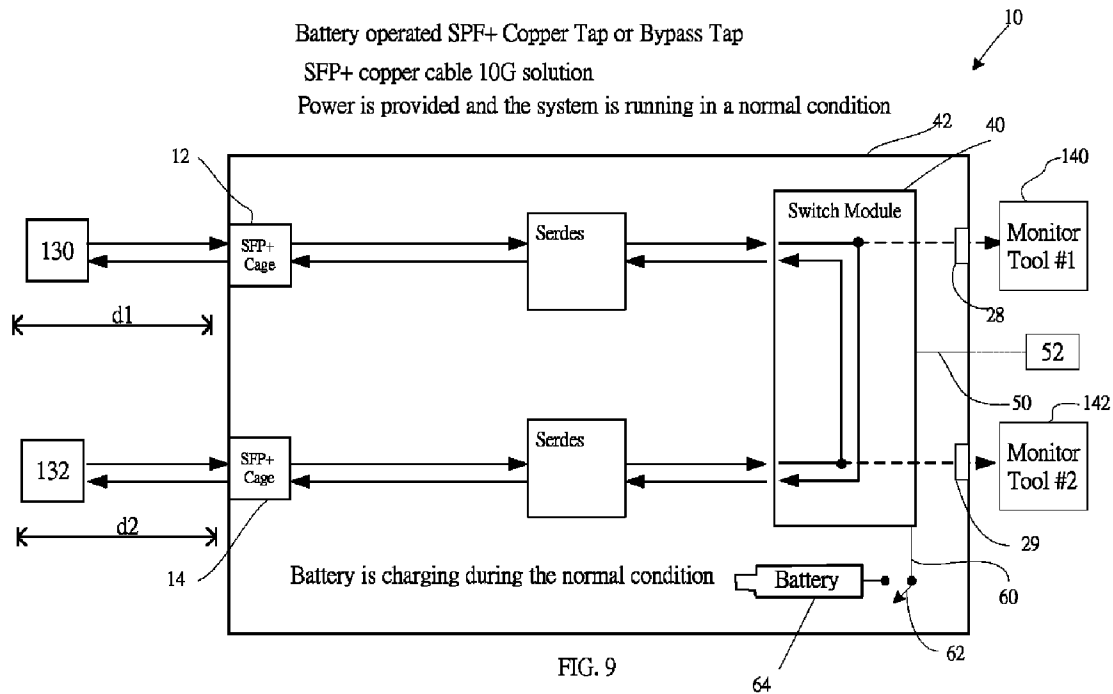 Battery operated SPF+ Copper Tap or Bypass Tap
10
SFP+ copper cable 10G solution
Power is provided and the system is running in a normal condition
42
40
12
140
Switch Module
130
SFP+
Cage
Serdes
Monitor
Tool #1
d1
28
52
50
142
132
SFP+
Cage
Serdes
Monitor
Tool #2
d2
29
14
Battery is charging during the normal condition
Battery
60
62
64
FIG. 9